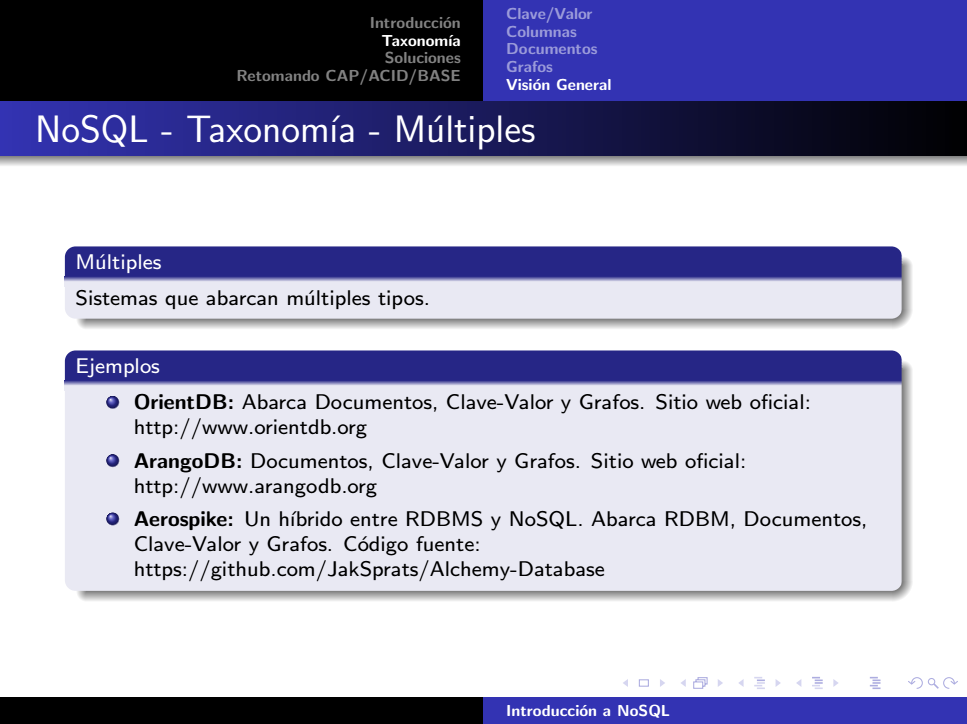 Introducción
Taxonomía
Soluciones
Retomando CAP/ACID/BASE
Clave/Valor
Columnas
Documentos
Grafos
Visión General
NoSQL - Taxonomía - Múltiples
Múltiples
Sistemas que abarcan múltiples tipos.
Ejemplos
OrientDB: Abarca Documentos, Clave-Valor y Grafos. Sitio web oficial:
http://www.orientdb.org
ArangoDB: Documentos, Clave-Valor y Grafos. Sitio web oficial:
http://www.arangodb.org
Aerospike: Un híbrido entre RDBMS y NoSQL. Abarca RDBM, Documentos,
Clave-Valor y Grafos. Código fuente:
https://github.com/JakSprats/Alchemy-Database
Introducción a NoSQL